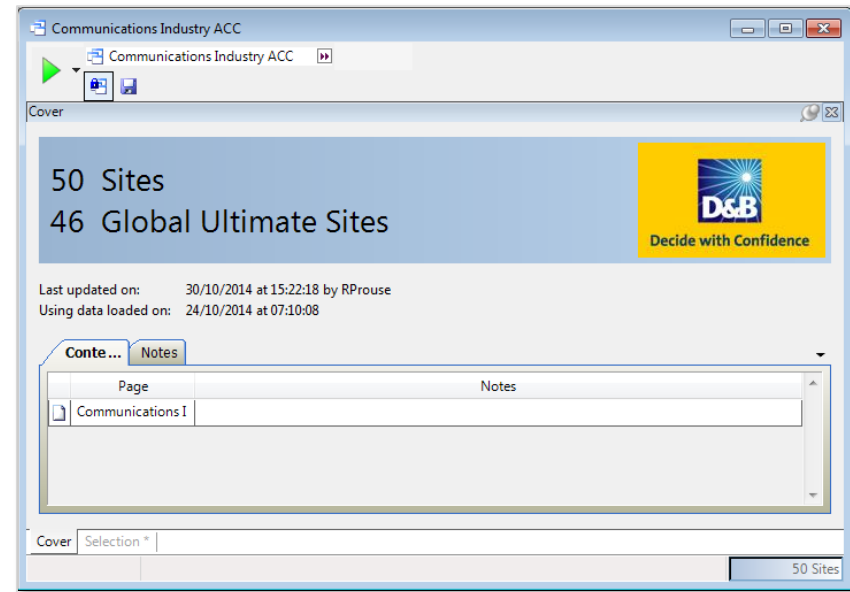 Communications Industry ACC
Communications Industry ACC
Cover
50 Sites
46 Global Ultimate Sites
D&B
Decide with Confidence
Last updated on: 30/10/2014 at 15:22:18 by RProuse
Using data loaded on: 24/10/2014 at 07:10:08
Conte... Notes
Page Notes
Communications I
Cover Selection *
50 Sites